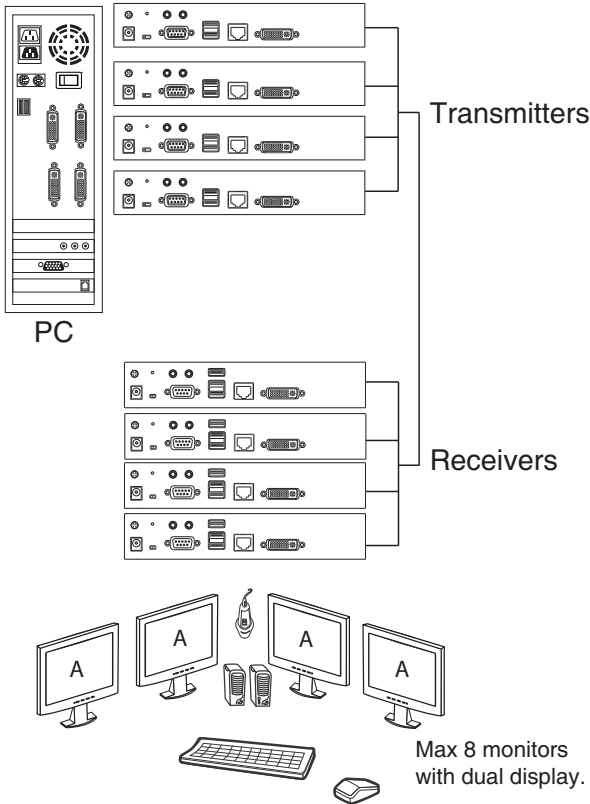 Transmitters
PC
Receivers
A
A
A
A
Max 8 monitors
with dual display.